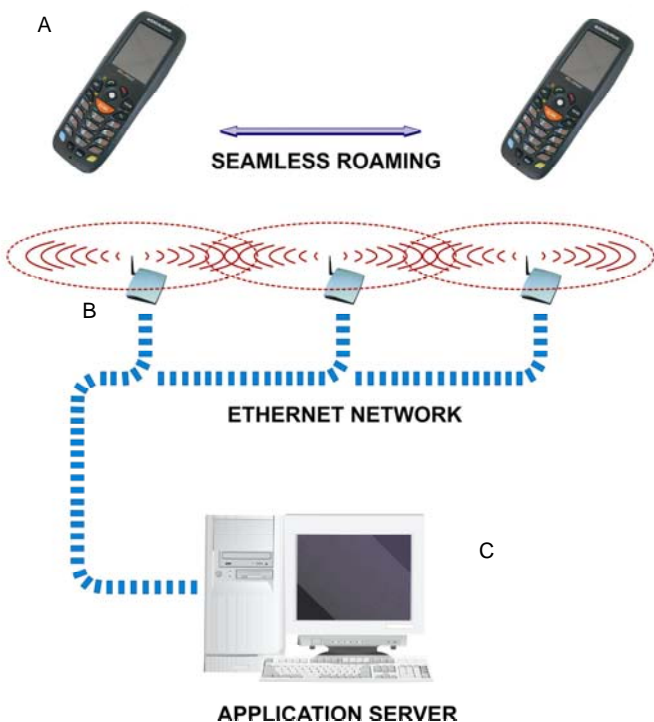 A
SEAMLESS ROAMING
B
ETHERNET NETWORK
C
APPLICATION SERVER